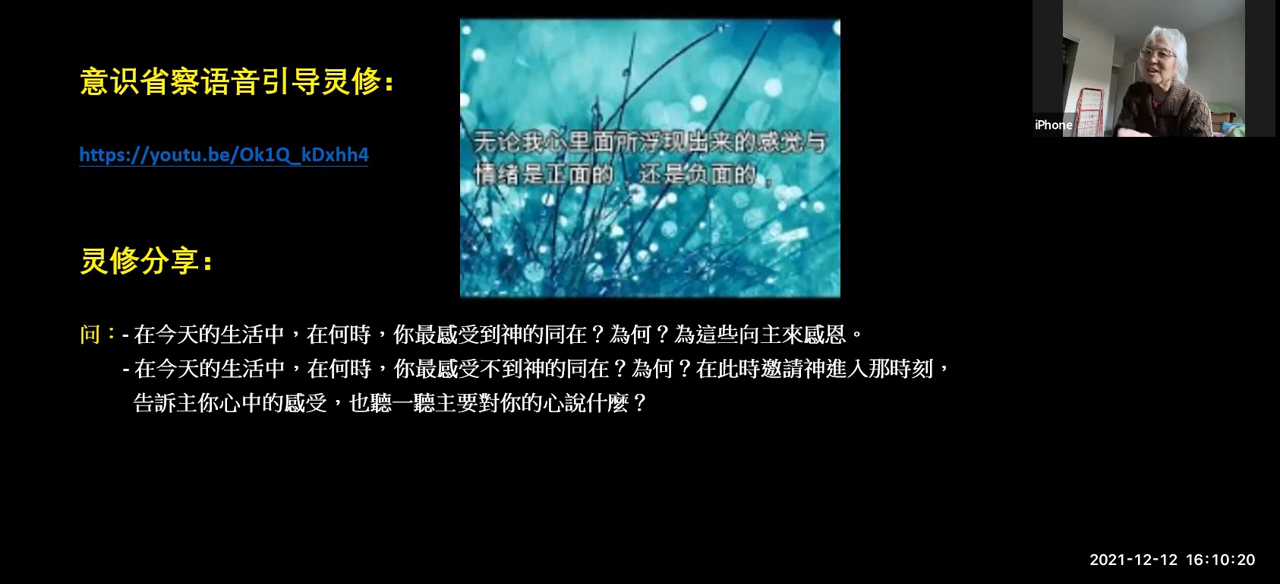 意识省察语音引导灵修：
https://youtu.be/Ok1Q_kDxhh4
无论我心里面所浮现出来的感觉与
情绪是正面的 还是负面的，
iPhone
灵修分享：
问：- 在今天的生活中，在何時，你最感受到神的同在？為何？為這些向主來感恩。
- 在今天的生活中，在何時，你最感受不到神的同在？為何？在此時邀請神進入那時刻，
告訴主你心中的感受，也聽一聽主要對你的心說什麼？
2021-12-12 16:10:20